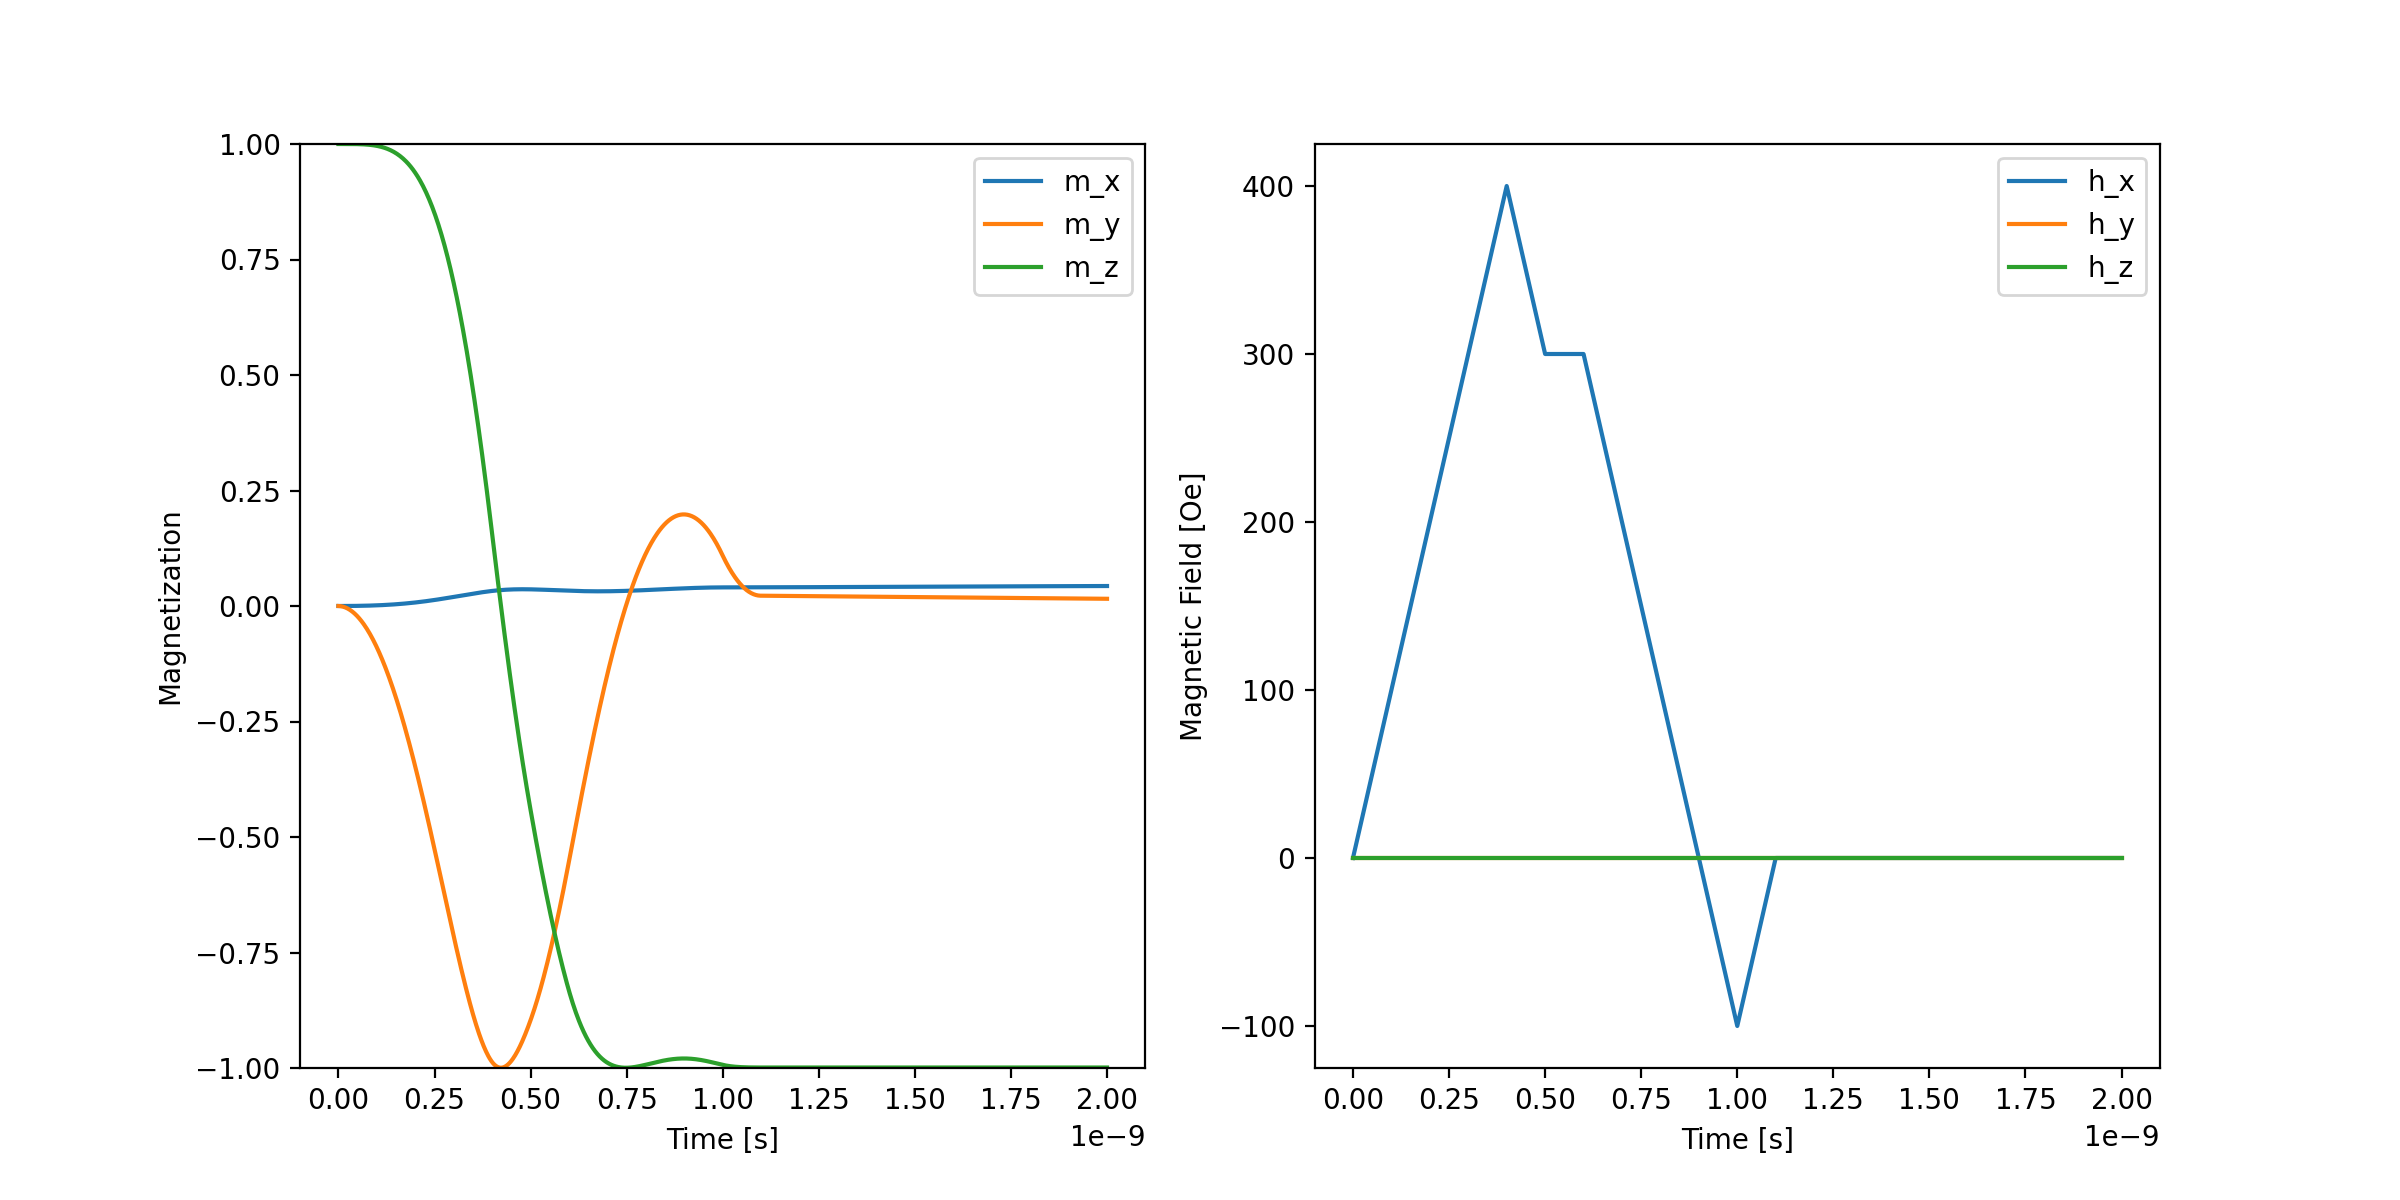 1.00
0.75
0.50
0.25
0.00
−0.25
−0.50
−0.75
−1.00
Magnetization
m_x
m_y
m_z
0.00 0.25 0.50 0.75 1.00 1.25 1.50 1.75 2.00
1e−9
Time [s]
400
300
200
100
0
−100
Magnetic Field [Oe]
h_x
h_y
h_z
0.00 0.25 0.50 0.75 1.00 1.25 1.50 1.75 2.00
1e−9
Time [s]